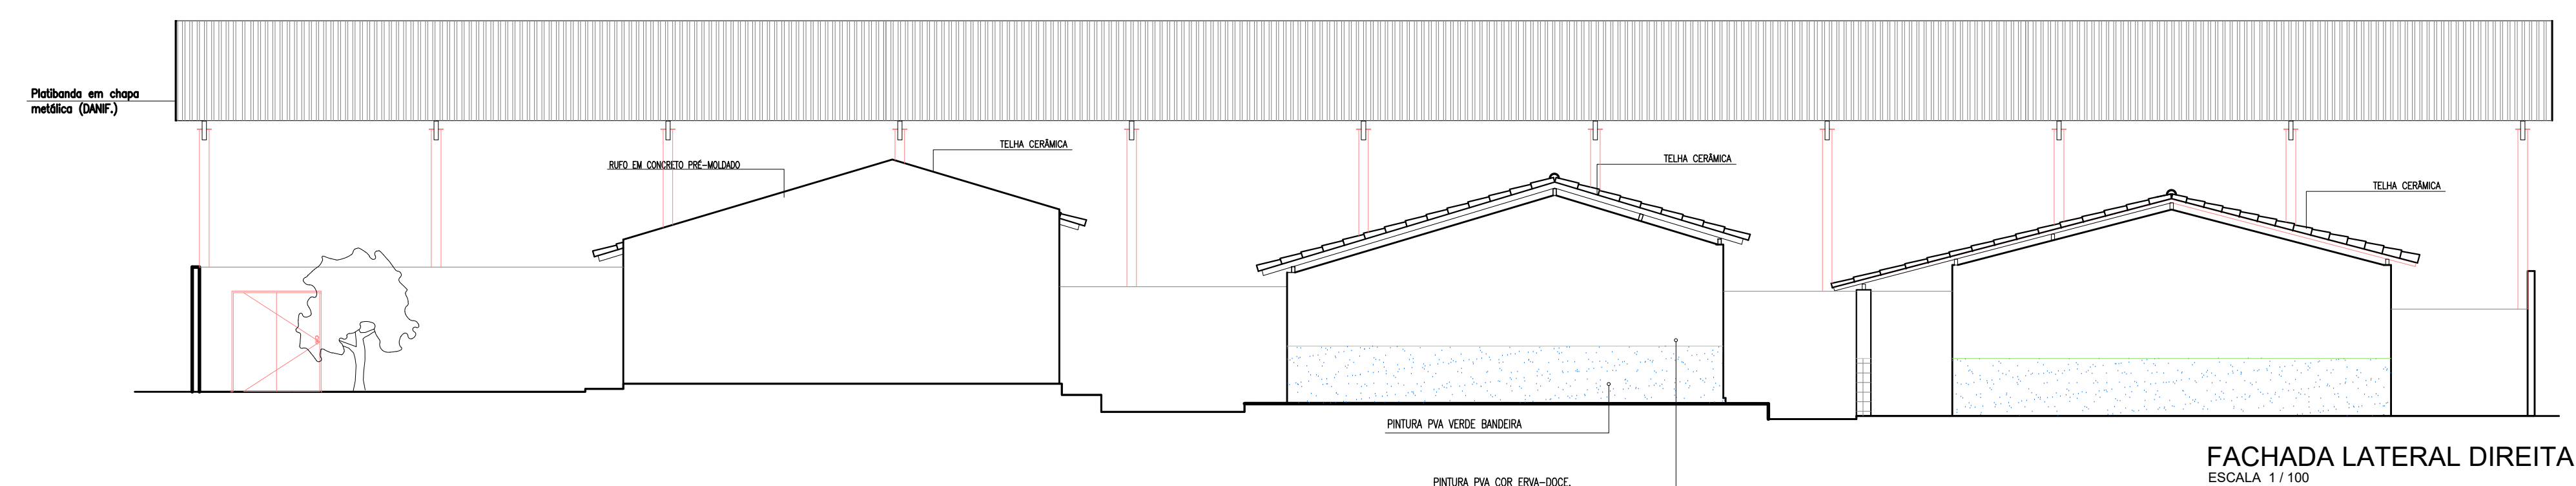 Platibanda em chapa
metálica (DANIF.)
RUFO EM CONCRETO PRÉ-MOLDADO
TELHA CERÂMICA
TELHA CERÂMICA
TELHA CERÂMICA
PINTURA PVA VERDE BANDEIRA
PINTURA PVA COR ERVA-DOCE.
FACHADA LATERAL DIREITA
ESCALA 1 / 100